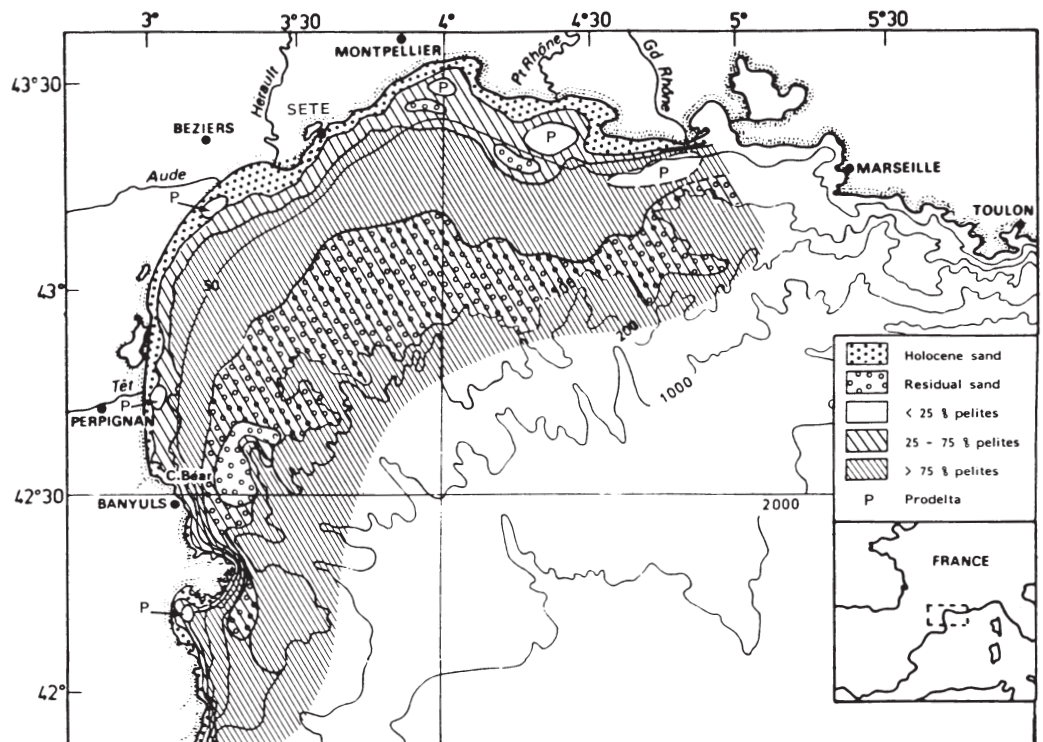 3° 3°30 4° 4°30 5° 5°30
MONTPELLIER
Pt Rhône
Gd Rhône
43°30
Hérault
SETE
P
BEZIERS
P
MARSEILLE
Aude
P
P
TOULON
43°
50
200
1000
Têt
P
PERPIGNAN
C.Béar
42°30
BANYULS
2000
P
42°
Holocene sand
Residual sand
< 25 % pelites
25 - 75 % pelites
> 75 % pelites
P Prodelta
FRANCE